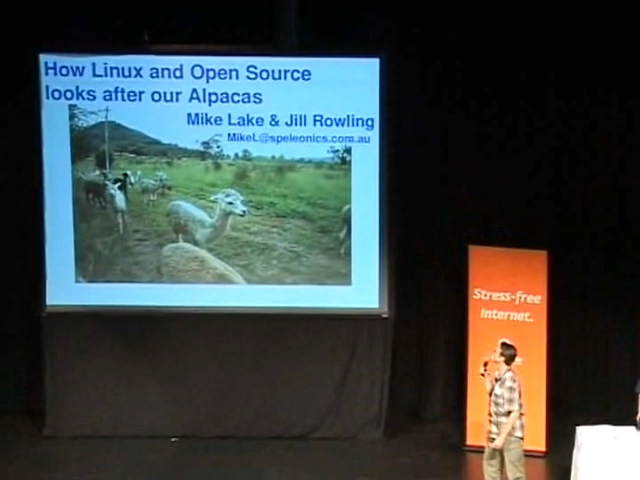 How Linux and Open Source
looks after our Alpacas
Mike Lake & Jill Rowling
MikeL@speleonics.com.au
Stress-free
Internet.